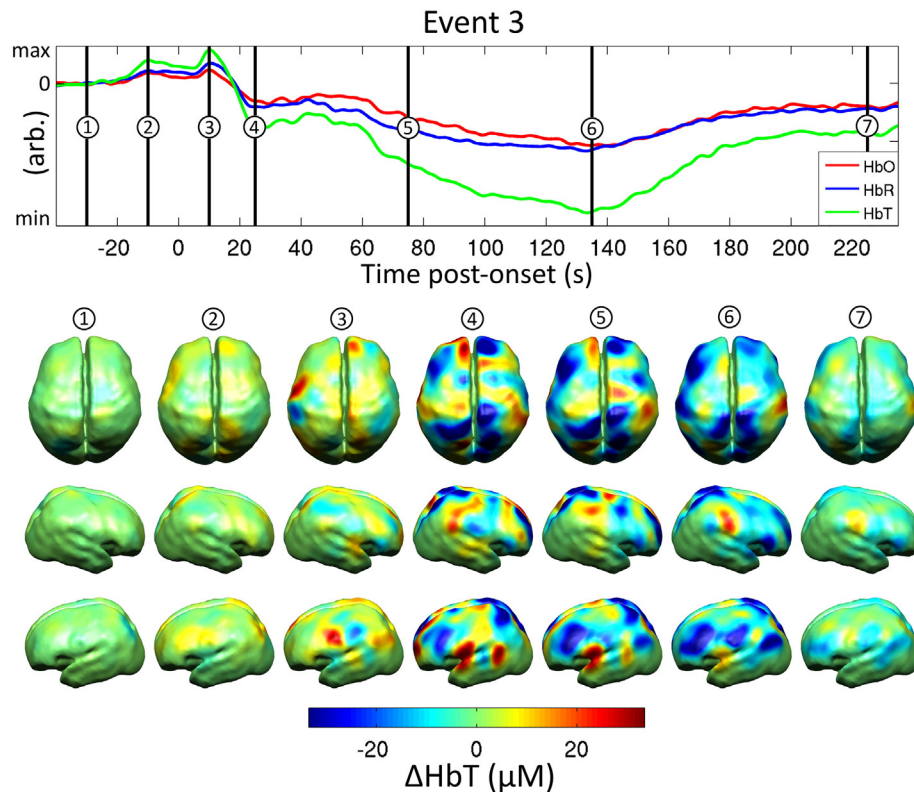 Event 3
max
0
(arb.)
min
① ② ③ ④ ⑤ ⑥ ⑦
HbO
HbR
HbT
-20 0 20 40 60 80 100 120 140 160 180 200 220
Time post-onset (s)
① ② ③ ④ ⑤ ⑥ ⑦
-20 0 20
ΔHbT (μM)